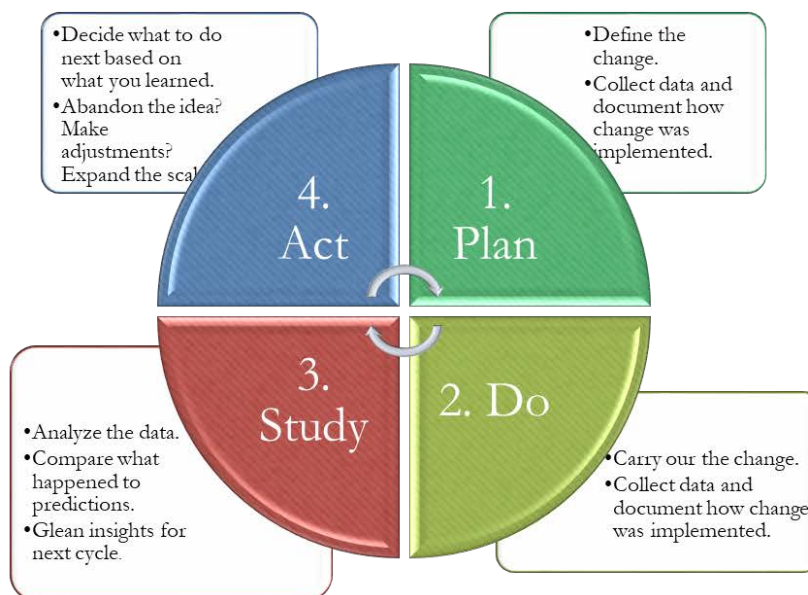 •Decide what to do
next based on
what you learned.
•Abandon the idea?
Make
adjustments?
Expand the scal
4.
Act
•Define the
change.
•Collect data and
document how
change was
implemented.
1.
Plan
3.
Study
•Analyze the data.
•Compare what
happened to
predictions.
•Glean insights for
next cycle.
2. Do
•Carry our the change.
•Collect data and
document how change
was implemented.